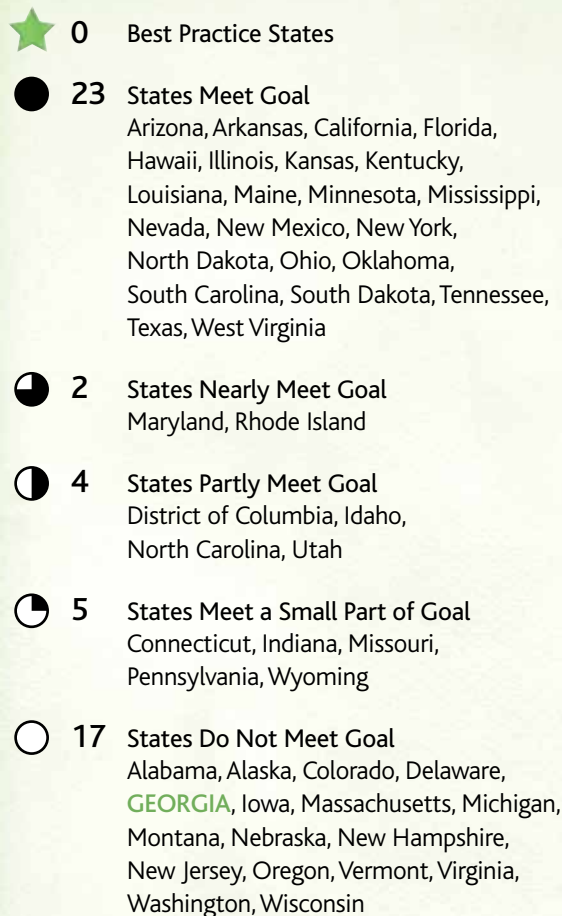 0 Best Practice States
23 States Meet Goal
Arizona, Arkansas, California, Florida,
Hawaii, Illinois, Kansas, Kentucky,
Louisiana, Maine, Minnesota, Mississippi,
Nevada, New Mexico, New York,
North Dakota, Ohio, Oklahoma,
South Carolina, South Dakota, Tennessee,
Texas, West Virginia
2 States Nearly Meet Goal
Maryland, Rhode Island
4 States Partly Meet Goal
District of Columbia, Idaho,
North Carolina, Utah
5 States Meet a Small Part of Goal
Connecticut, Indiana, Missouri,
Pennsylvania, Wyoming
17 States Do Not Meet Goal
Alabama, Alaska, Colorado, Delaware,
GEORGIA, Iowa, Massachusetts, Michigan,
Montana, Nebraska, New Hampshire,
New Jersey, Oregon, Vermont, Virginia,
Washington, Wisconsin